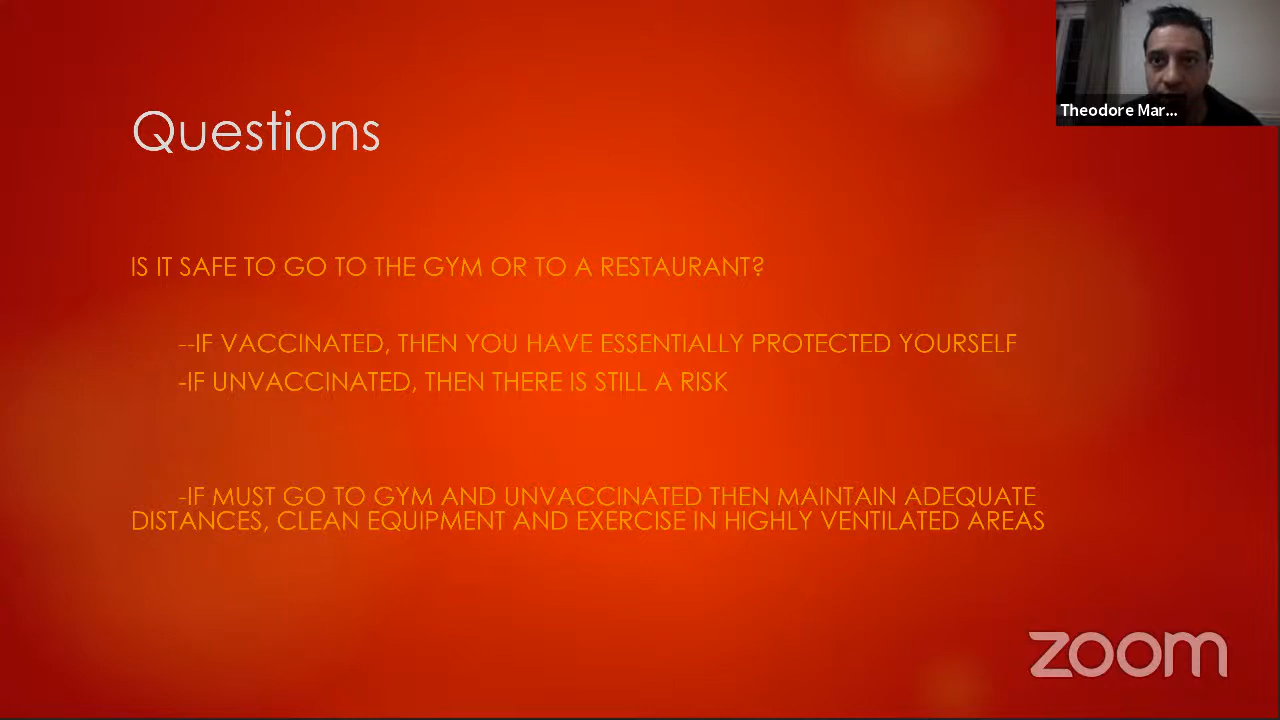 Theodore Mar...
Questions
IS IT SAFE TO GO TO THE GYM OR TO A RESTAURANT?
--IF VACCINATED, THEN YOU HAVE ESSENTIALLY PROTECTED YOURSELF
-IF UNVACCINATED, THEN THERE IS STILL A RISK
-IF MUST GO TO GYM AND UNVACCINATED THEN MAINTAIN ADEQUATE
DISTANCES, CLEAN EQUIPMENT AND EXERCISE IN HIGHLY VENTILATED AREAS
zoom